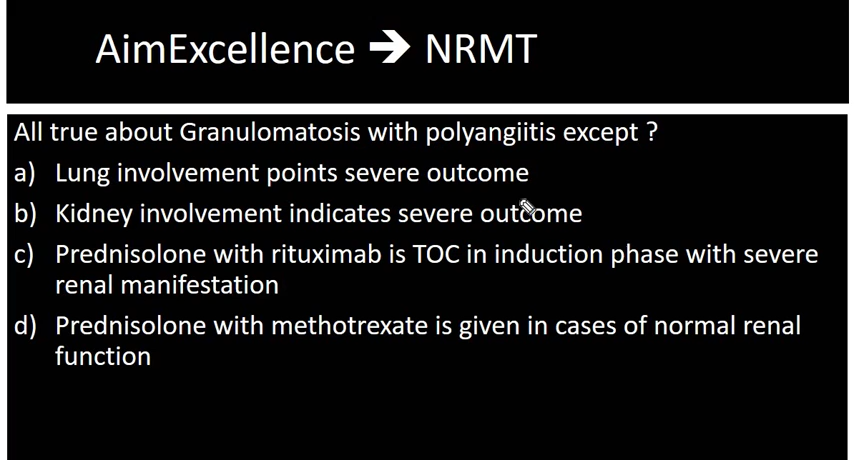 AimExcellence ➔ NRMT
All true about Granulomatosis with polyangiitis except ?
a) Lung involvement points severe outcome
b) Kidney involvement indicates severe outcome
c) Prednisolone with rituximab is TOC in induction phase with severe
renal manifestation
d) Prednisolone with methotrexate is given in cases of normal renal
function